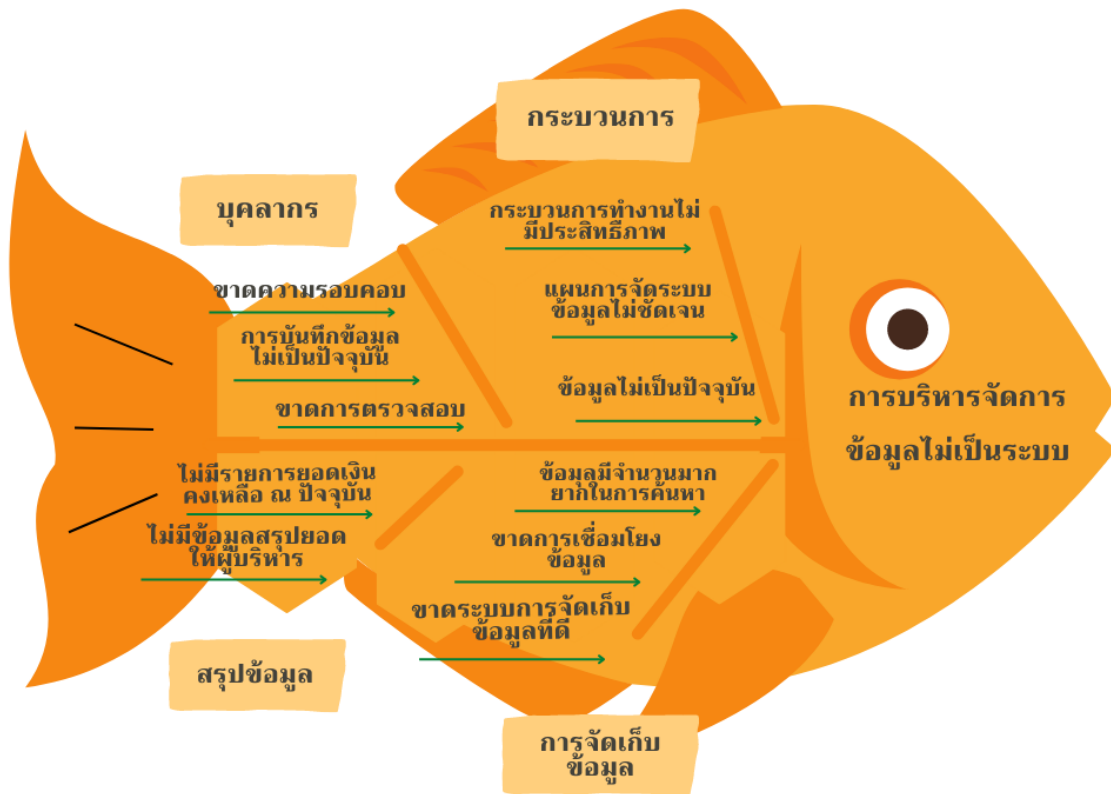 กระบวนการ
บุคลากร
กระบวนการทำงานไม่
มีประสิทธิภาพ
ขาดความรอบคอบ
แผนการจัดระบบ
ข้อมูลไม่ชัดเจน
การบันทึกข้อมูล
ไม่เป็นปัจจุบัน
ข้อมูลไม่เป็นปัจจุบัน
ขาดการตรวจสอบ
การบริหารจัดการ
ข้อมูลไม่เป็นระบบ
ไม่มีรายการยอดเงิน
คงเหลือ ณ ปัจจุบัน
ข้อมุลมีจำนวนมาก
ยากในการค้นหา
ไม่มีข้อมูลสรุปยอด
ให้ผู้บริหาร
ขาดการเชื่อมโยง
ข้อมูล
ขาดระบบการจัดเก็บ
ข้อมูลที่ดี
สรุปข้อมูล
การจัดเก็บ
ข้อมูล